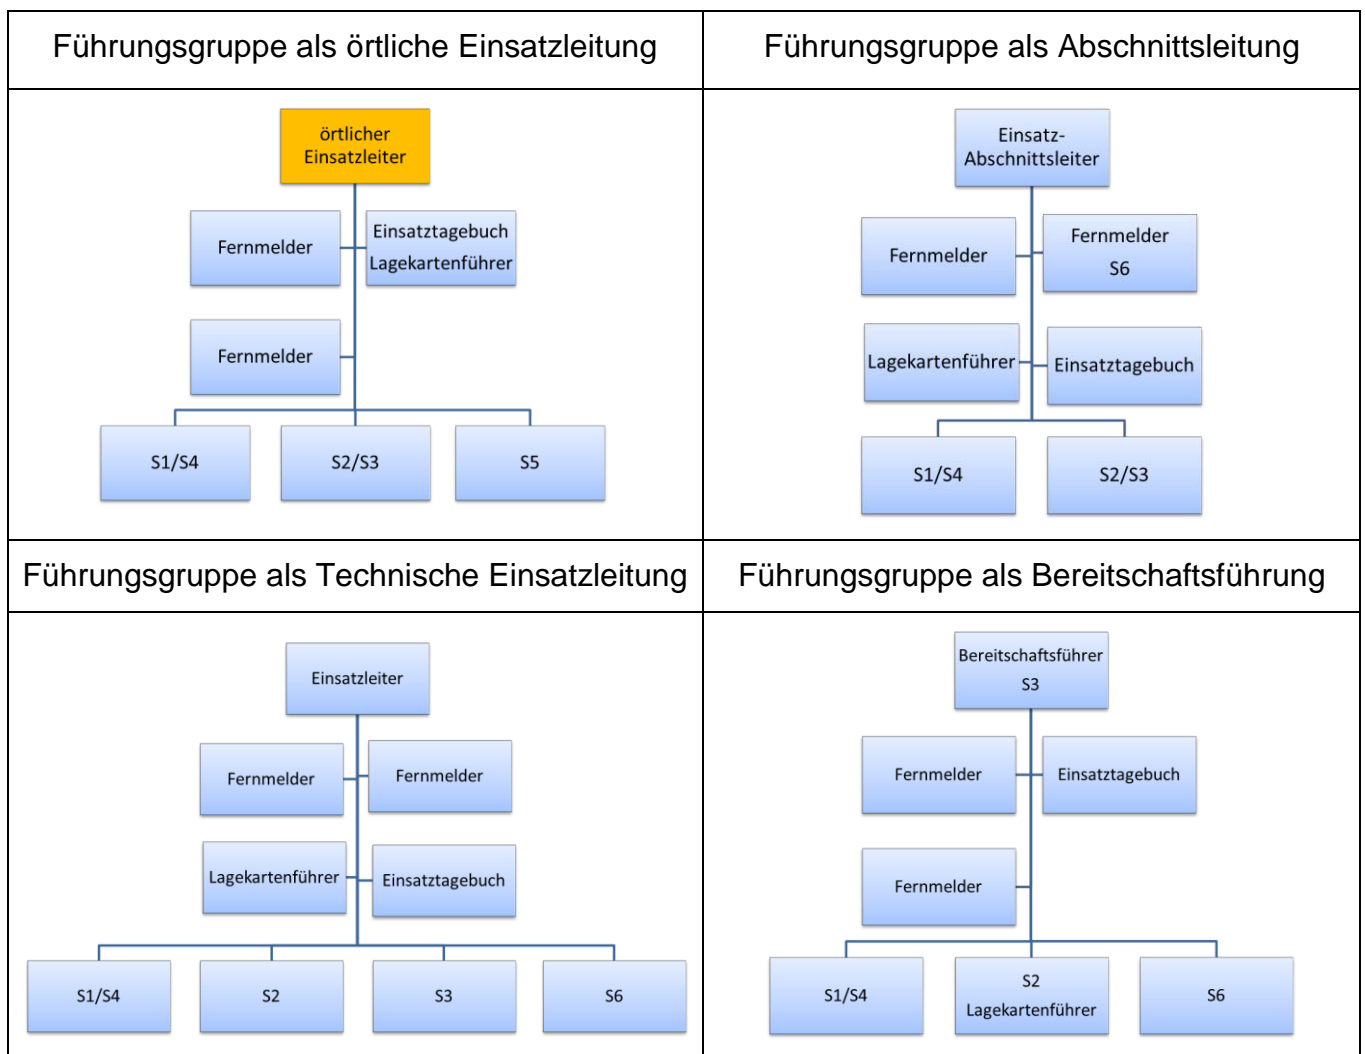 Führungsgruppe als örtliche Einsatzleitung
örtlicher
Einsatzleiter
Fernmelder
Einsatztagebuch
Lagekartenführer
Fernmelder
S1/S4
S2/S3
S5
Führungsgruppe als Abschnittsleitung
Einsatz-
Abschnittsleiter
Fernmelder
Fernmelder
S6
Lagekartenführer
Einsatztagebuch
S1/S4
S2/S3
Führungsgruppe als Technische Einsatzleitung
Einsatzleiter
Fernmelder
Fernmelder
Lagekartenführer
Einsatztagebuch
S1/S4
S2
S3
S6
Führungsgruppe als Bereitschaftsführung
Bereitschaftsführer
S3
Fernmelder
Einsatztagebuch
Fernmelder
S1/S4
S2
Lagekartenführer
S6